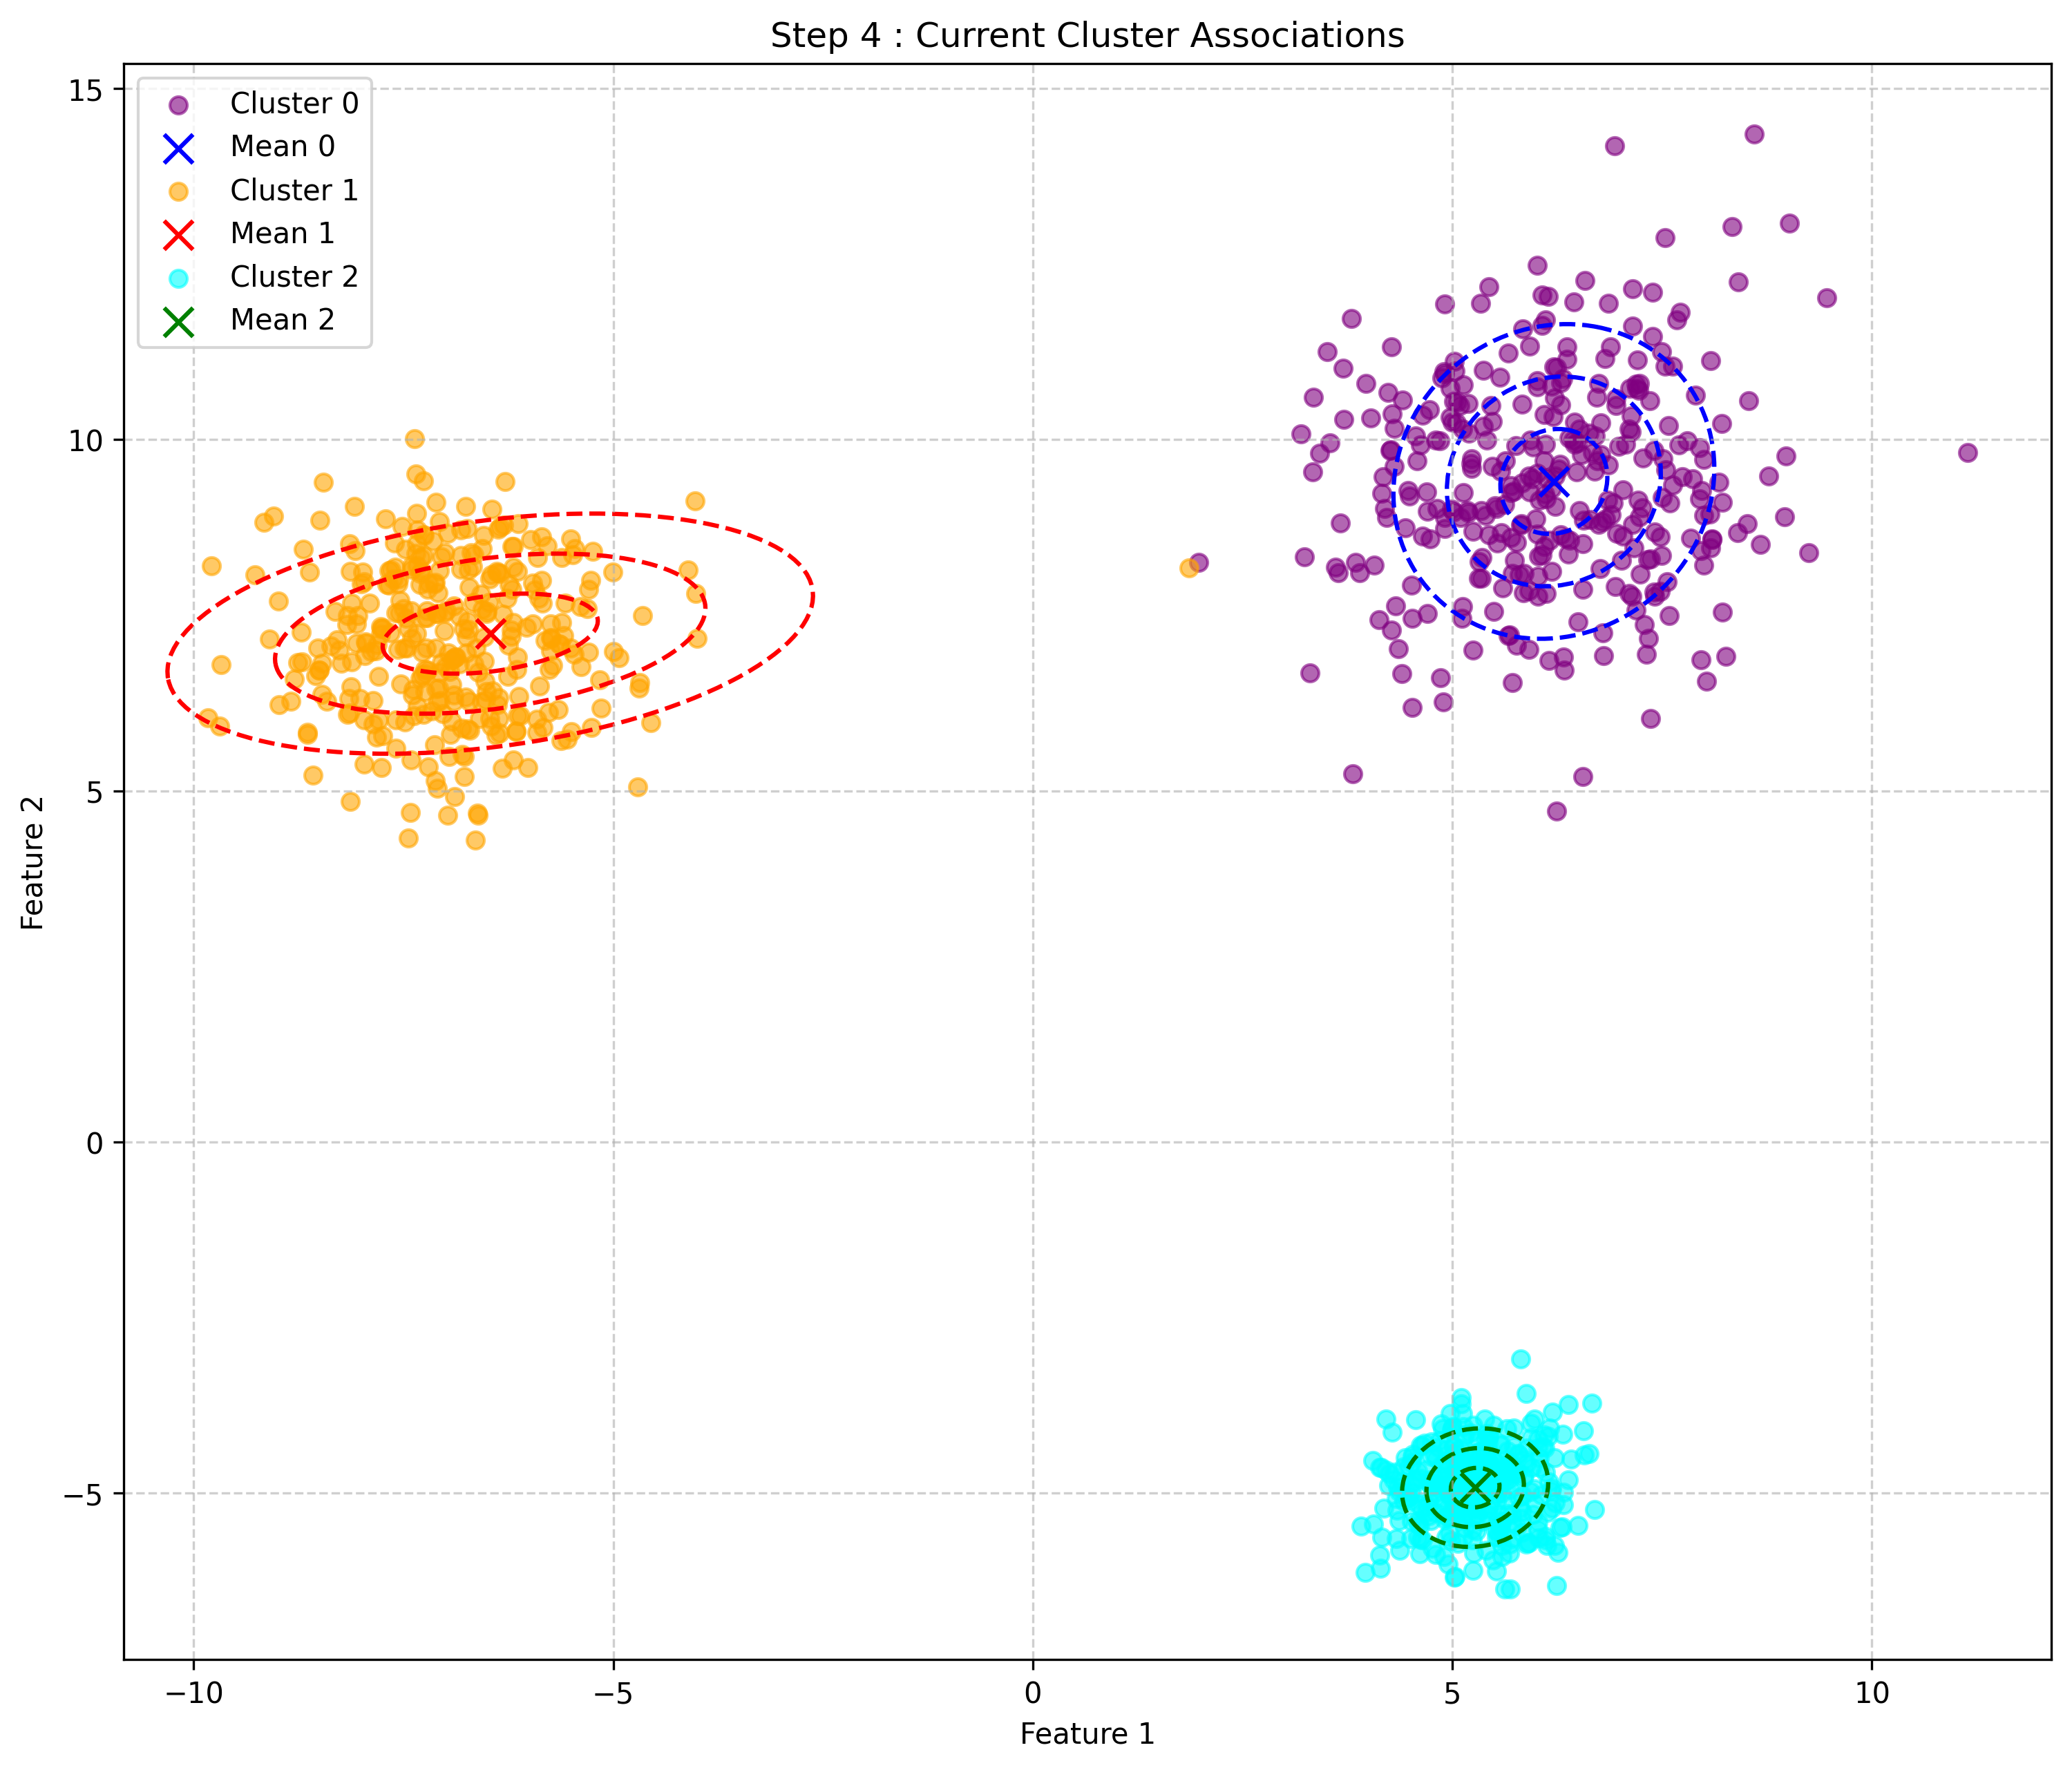 Step 4 : Current Cluster Associations
Cluster 0
Mean 0
Cluster 1
Mean 1
Cluster 2
Mean 2
15
10
5
0
−5
Feature 2
−10
−5
0
5
10
Feature 1